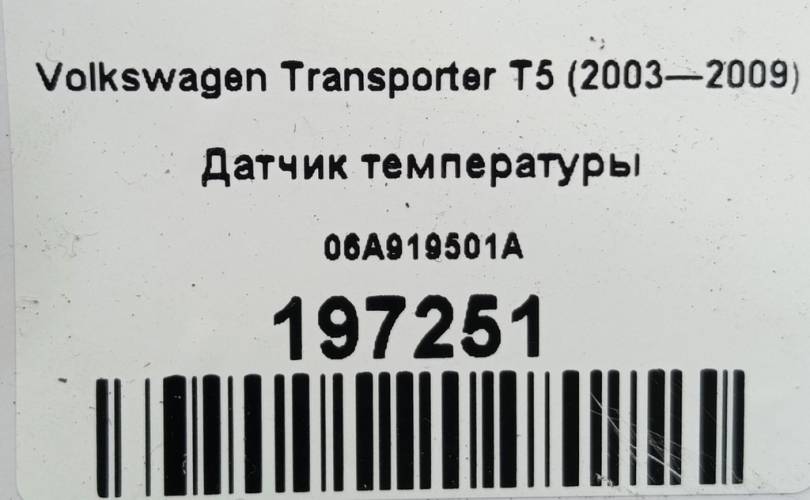 Volkswagen Transporter T5 (2003—2009)
Датчик температуры
06A919501A
197251